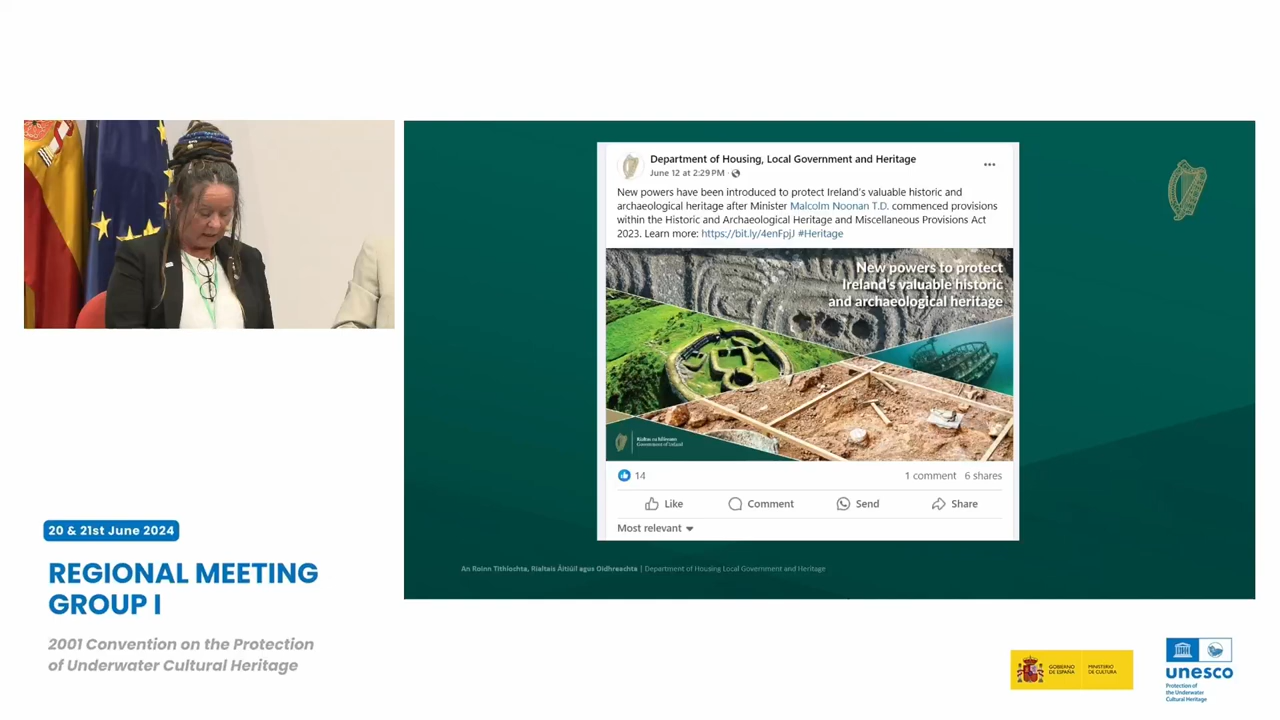 Department of Housing, Local Government and Heritage
June 12 at 2:29 PM ·
New powers have been introduced to protect Ireland's valuable historic and
archaeological heritage after Minister Malcolm Noonan T.D. commenced provisions
within the Historic and Archaeological Heritage and Miscellaneous Provisions Act
2023. Learn more: https://bit.ly/4enFpjJ #Heritage
New powers to protect
Ireland's valuable historic
and archaeological heritage
Rialtas na hÉireann
Government of Ireland
14
1 comment 6 shares
Like Comment Send Share
Most relevant
An Roinn Tithíochta, Rialtais Áitiúil agus Oidhreachta | Department of Housing Local Government and Heritage
20 & 21st June 2024
REGIONAL MEETING
GROUP I
2001 Convention on the Protection
of Underwater Cultural Heritage
GOBIERNO
DE ESPAÑA
MINISTERIO
DE CULTURA
unesco
Protection of
the Underwater
Cultural Heritage